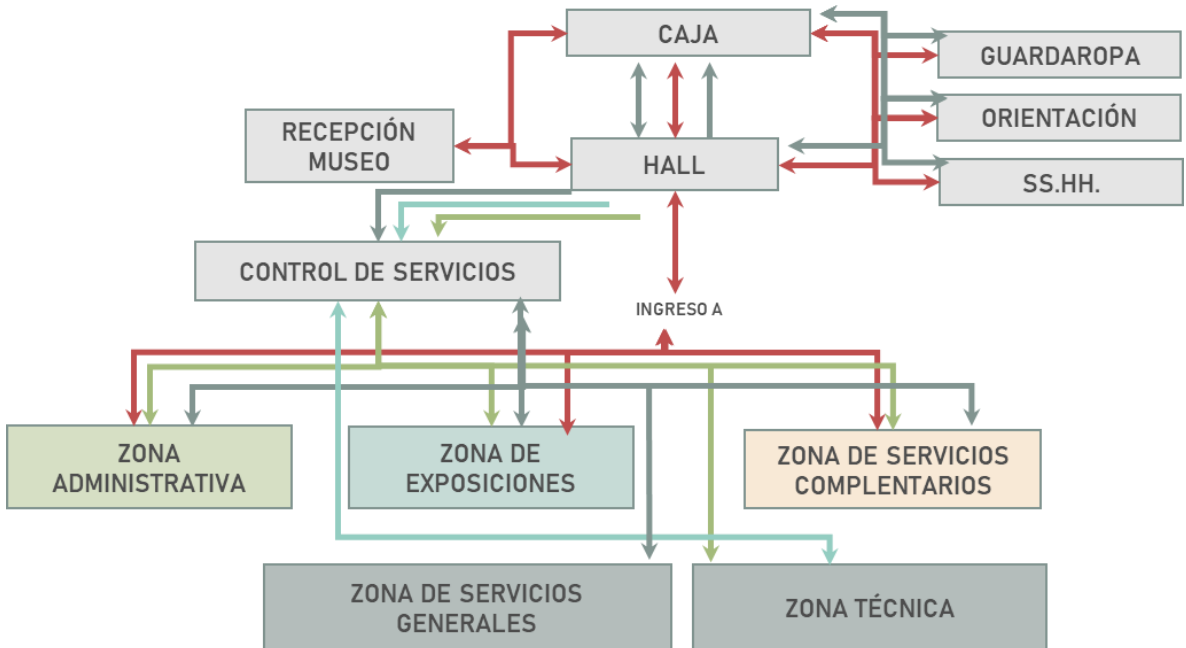 CAJA
GUARDAROPA
ORIENTACIÓN
SS.HH.
RECEPCIÓN
MUSEO
HALL
CONTROL DE SERVICIOS
INGRESO A
ZONA
ADMINISTRATIVA
ZONA DE
EXPOSICIONES
ZONA DE SERVICIOS
COMPLENTARIOS
ZONA DE SERVICIOS
GENERALES
ZONA TÉCNICA